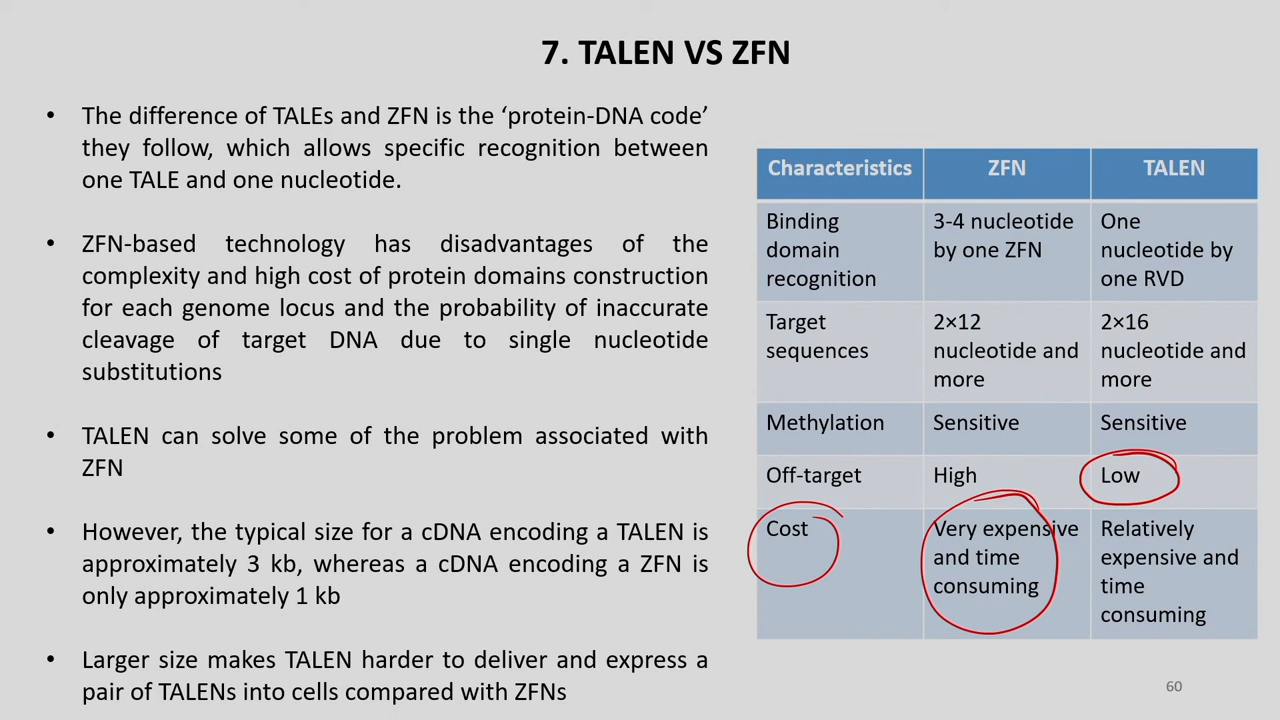 7. TALEN VS ZFN
• The difference of TALEs and ZFN is the ‘protein-DNA code’
they follow, which allows specific recognition between
one TALE and one nucleotide.
• ZFN-based technology has disadvantages of the
complexity and high cost of protein domains construction
for each genome locus and the probability of inaccurate
cleavage of target DNA due to single nucleotide
substitutions
• TALEN can solve some of the problem associated with
ZFN
• However, the typical size for a cDNA encoding a TALEN is
approximately 3 kb, whereas a cDNA encoding a ZFN is
only approximately 1 kb
• Larger size makes TALEN harder to deliver and express a
pair of TALENs into cells compared with ZFNs
Characteristics ZFN TALEN
Binding 3-4 nucleotide One
domain by one ZFN nucleotide by
recognition one RVD
Target 2×12 2×16
sequences nucleotide and nucleotide and
more more
Methylation Sensitive Sensitive
Off-target High Low
Cost Very expensive Relatively
and time expensive and
consuming time
consuming
60